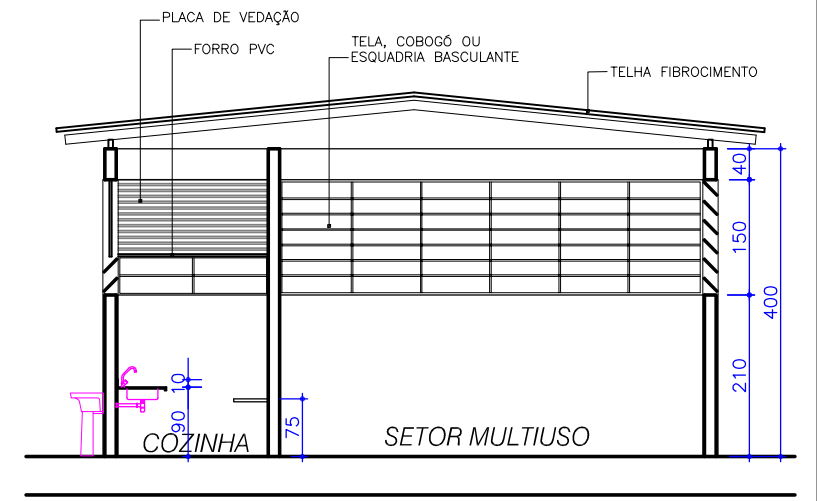 PLACA DE VEDAÇÃO
FORRO PVC
TELA, COBOGÓ OU
ESQUADRIA BASCULANTE
TELHA FIBROCIMENTO
40
150
400
210
10
90
75
COZINHA
SETOR MULTIUSO